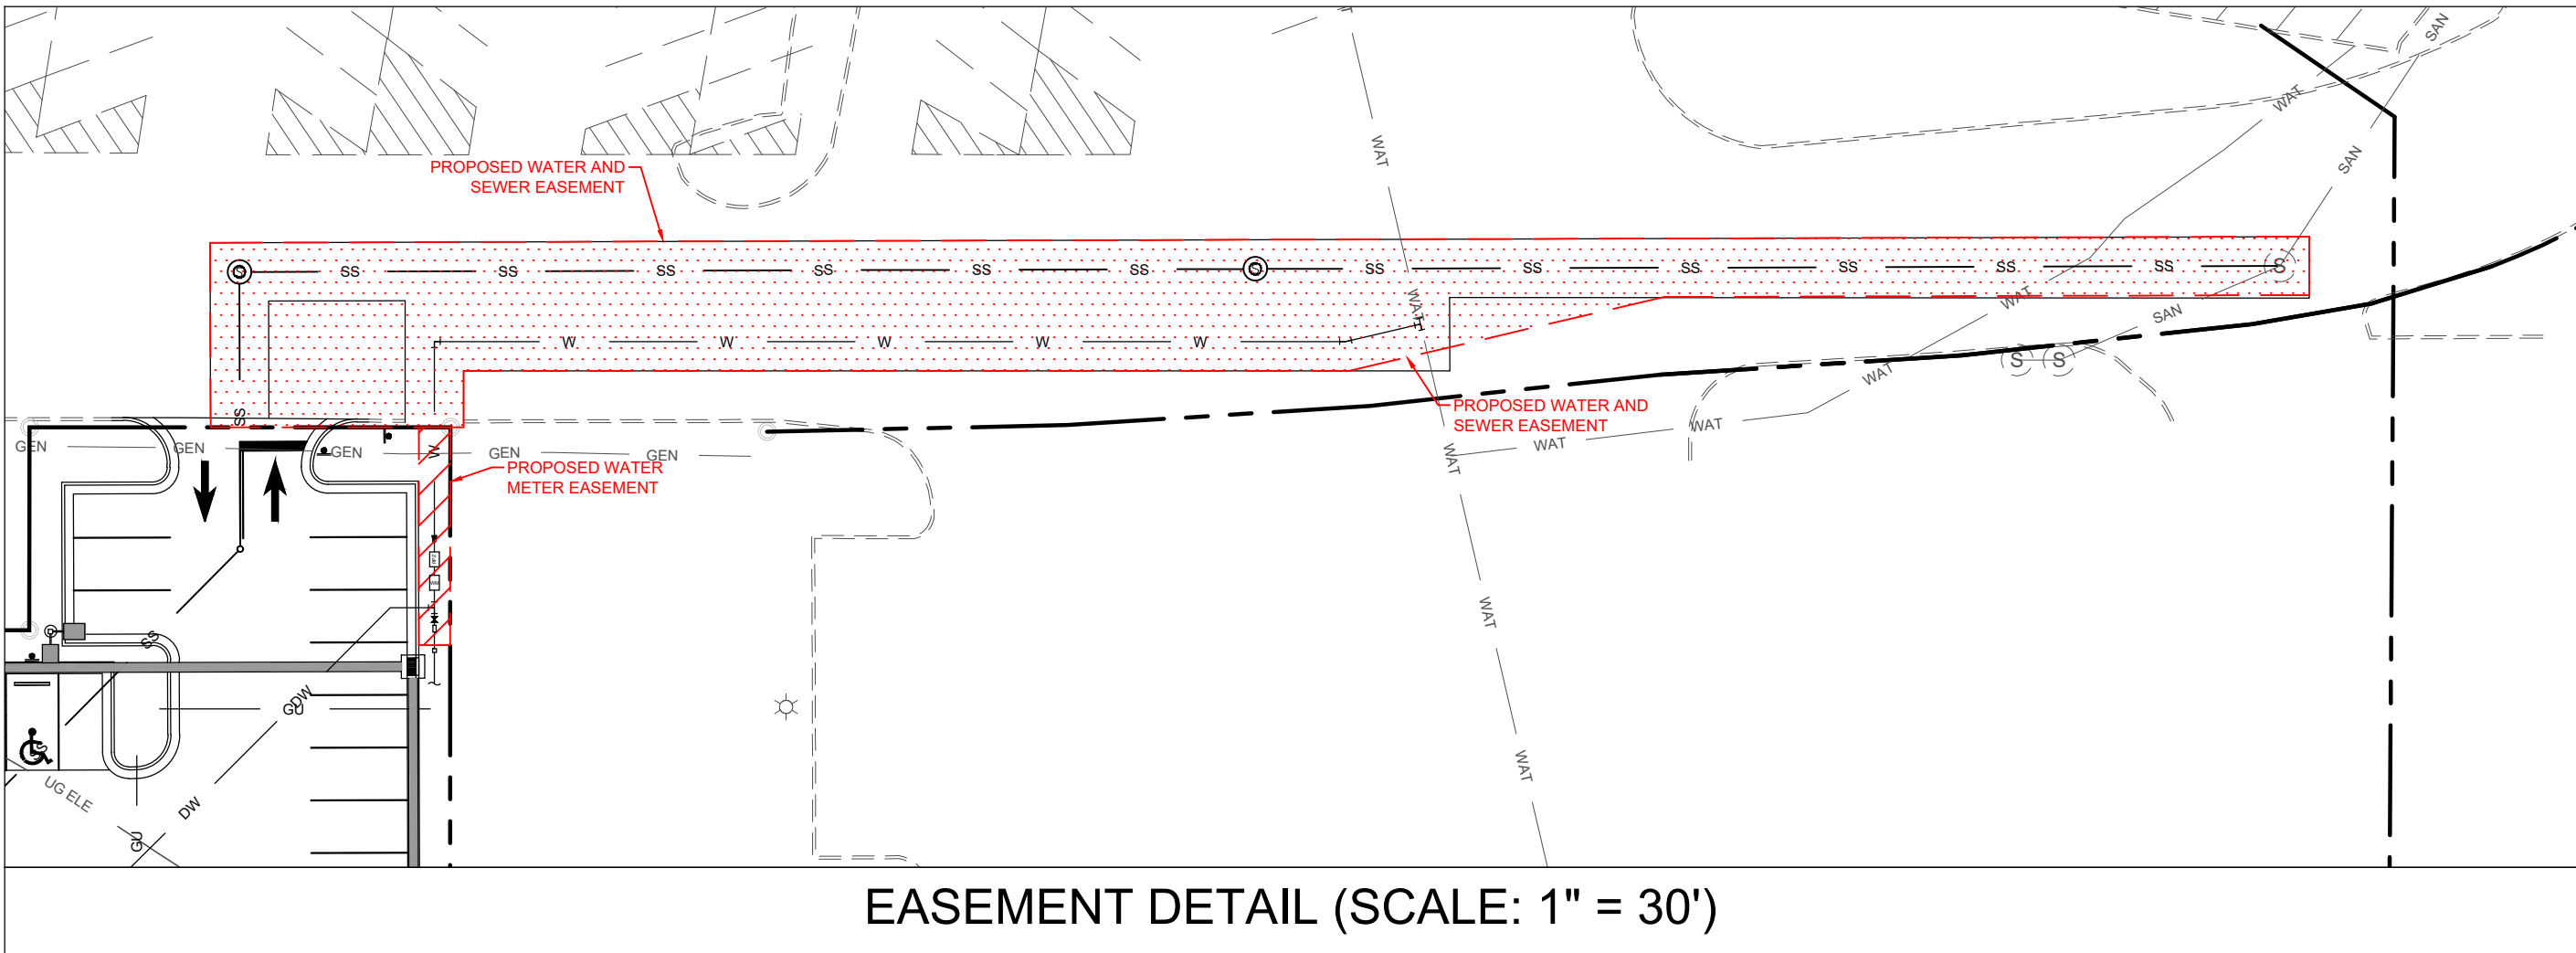 SAN
WAT
WAT
SAN
PROPOSED WATER AND
SEWER EASEMENT
S SS SS SS SS SS SS S SS SS SS SS SS SS S
WAT
WAT
SAN
W W W W W
S S
WAT
SS
PROPOSED WATER AND
SEWER EASEMENT
WAT
WAT
GEN GEN GEN GEN GEN
W
WAT
PROPOSED WATER
METER EASEMENT
WM
WAT
SS
DW
GU
SS
WAT
UG ELE
DW
GU
EASEMENT DETAIL (SCALE: 1" = 30')